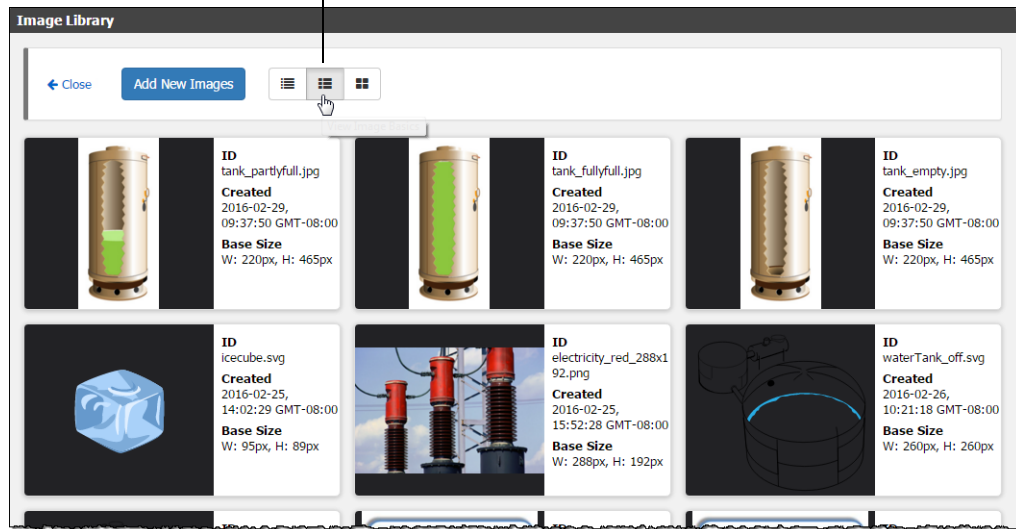 Image Library
Close
Add New Images
ID
tank_partlyfull.jpg
Created
2016-02-29,
09:37:50 GMT-08:00
Base Size
W: 220px, H: 465px
ID
tank_fullyfull.jpg
Created
2016-02-29,
09:37:50 GMT-08:00
Base Size
W: 220px, H: 465px
ID
tank_empty.jpg
Created
2016-02-29,
09:37:50 GMT-08:00
Base Size
W: 220px, H: 465px
ID
icecube.svg
Created
2016-02-25,
14:02:29 GMT-08:00
Base Size
W: 95px, H: 89px
ID
electricity_red_288x1
92.png
Created
2016-02-25,
15:52:28 GMT-08:00
Base Size
W: 288px, H: 192px
ID
waterTank_off.svg
Created
2016-02-26,
10:21:18 GMT-08:00
Base Size
W: 260px, H: 260px